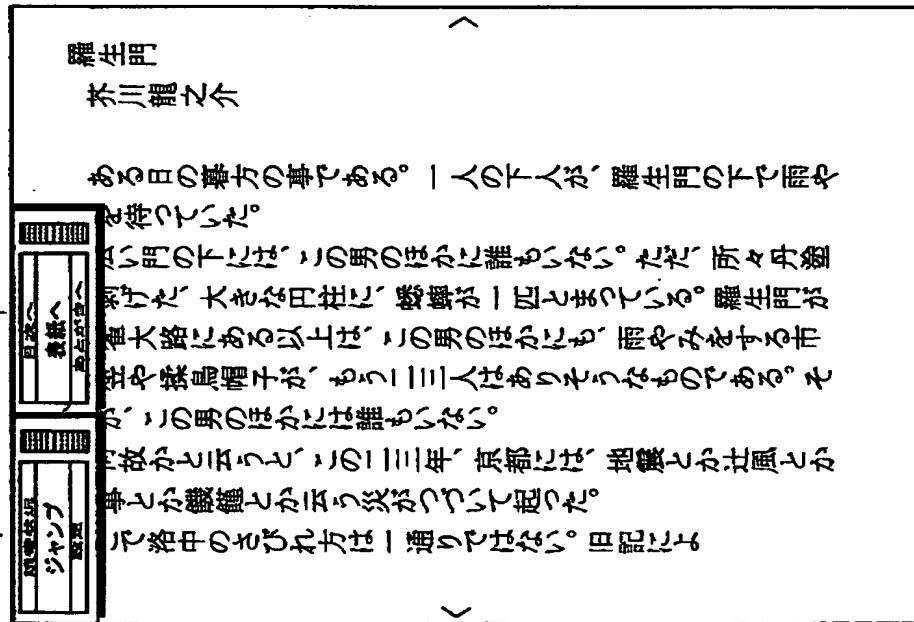 羅生門
芥川龍之介
ある日の暮方の事である。一人の下人が、羅生門の下で雨や
を待っていた。
広い門の下には、この男のほかに誰もいない。ただ、所々丹塗
剥げた、大きな円柱に、蟋蟀が一匹とまっている。羅生門が
雀大路にある以上は、この男のほかにも、雨やみをする市
笠や揉烏帽子が、もう二三人はありそうなものである。そ
が、この男のほかには誰もいない。
何故かと云うと、この二三年、京都には、地震とか辻風とか
事とか饑饉とか云う災がつづいて起った。
て洛中のさびれ方は一通りではない。旧記によ
目次へ
表紙へ
ジャンプ
設定